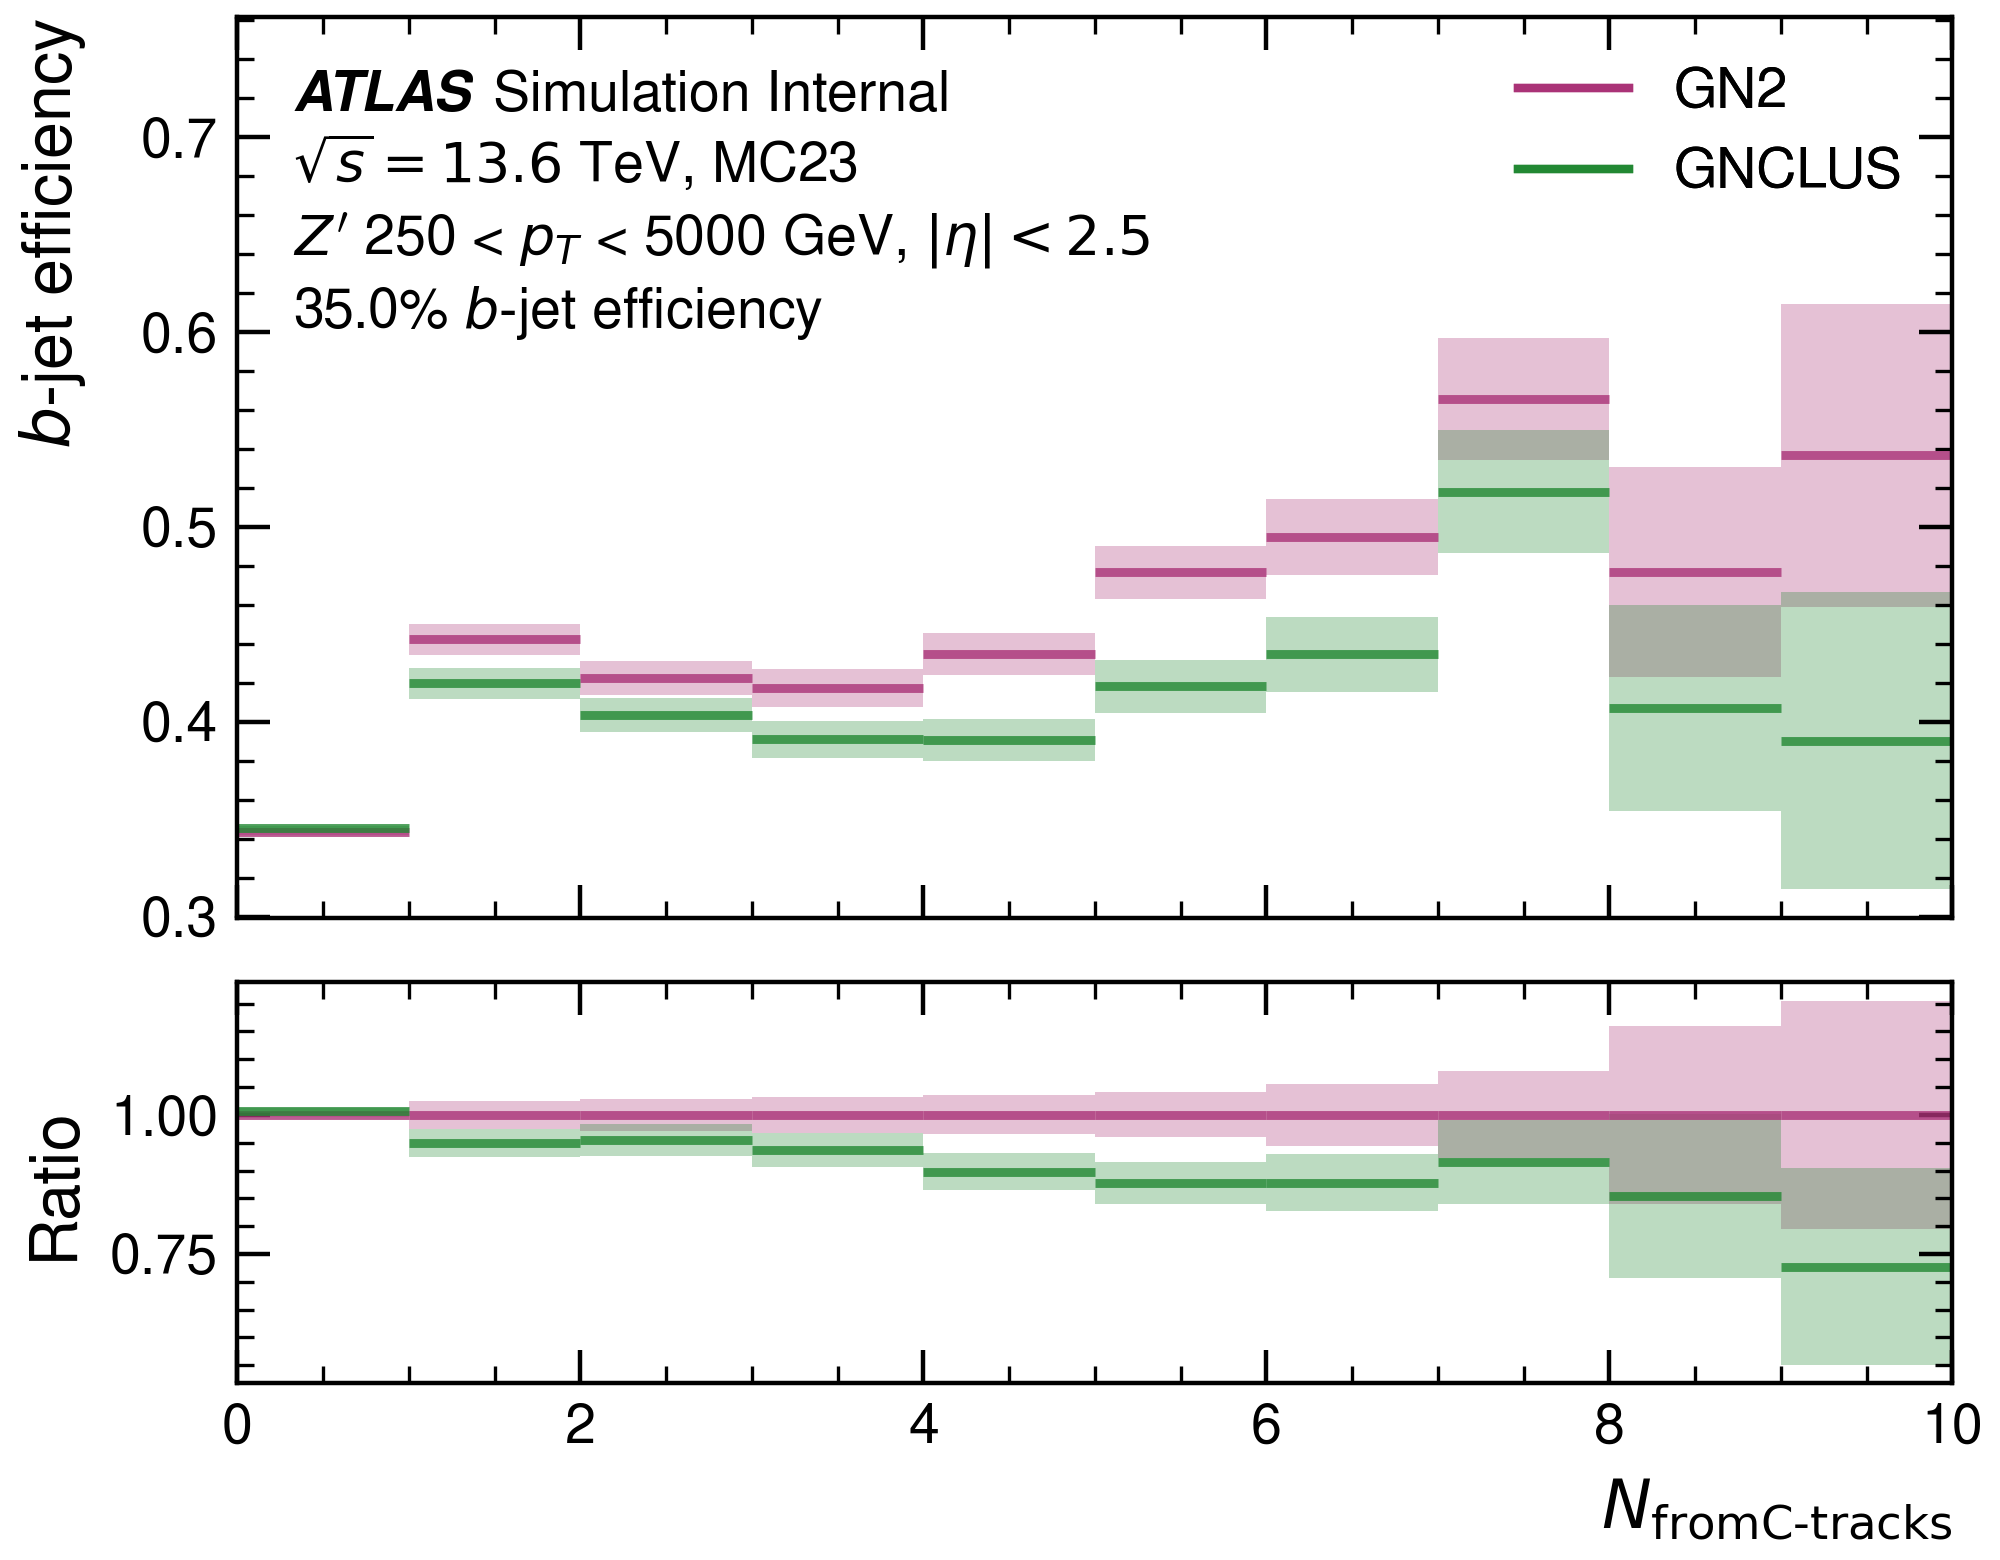 b-jet efficiency
ATLAS Simulation Internal
√s = 13.6 TeV, MC23
Z′ 250 < p_T < 5000 GeV, |η| < 2.5
35.0% b-jet efficiency
GN2
GNCLUS
0.7
0.6
0.5
0.4
0.3
Ratio
1.00
0.75
0 2 4 6 8 10
N_fromC-tracks